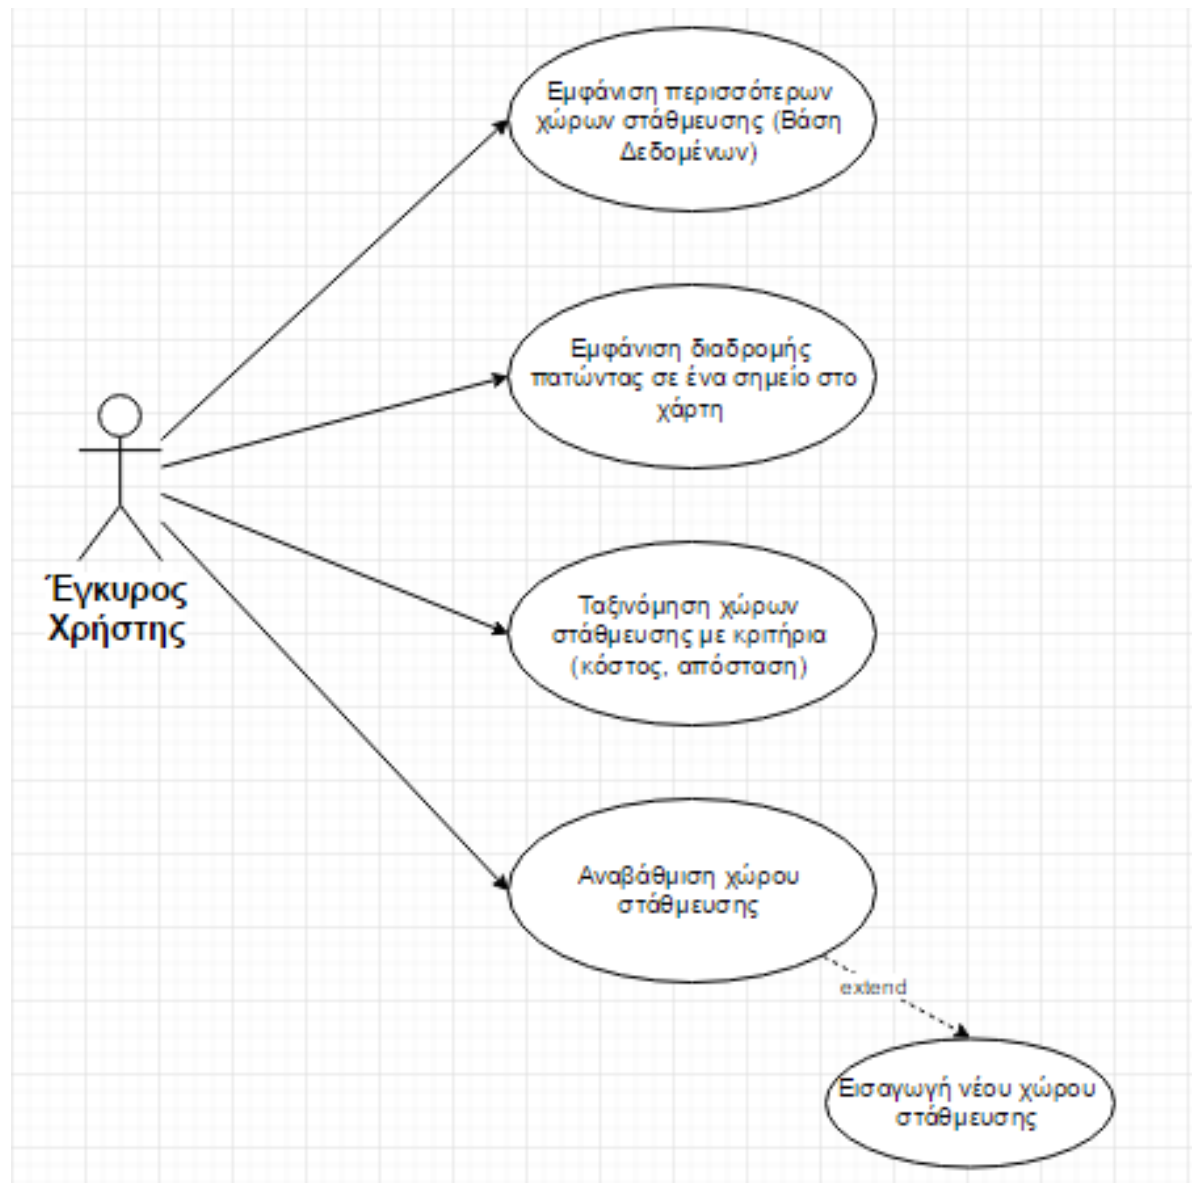 Εμφάνιση περισσότερων
χώρων στάθμευσης (Βάση
Δεδομένων)
Εμφάνιση διαδρομής
πατώντας σε ένα σημείο στο
χάρτη
Έγκυρος
Χρήστης
Ταξινόμηση χώρων
στάθμευσης με κριτήρια
(κόστος, απόσταση)
Αναβάθμιση χώρου
στάθμευσης
extend
Εισαγωγή νέου χώρου
στάθμευσης